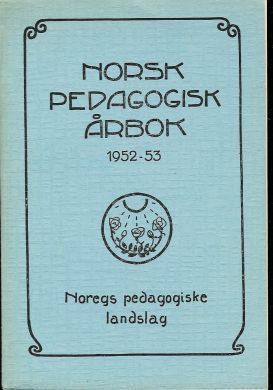 NORSK
PEDAGOGISK
ÅRBOK
1952-53
Noregs pedagogiske
landslag